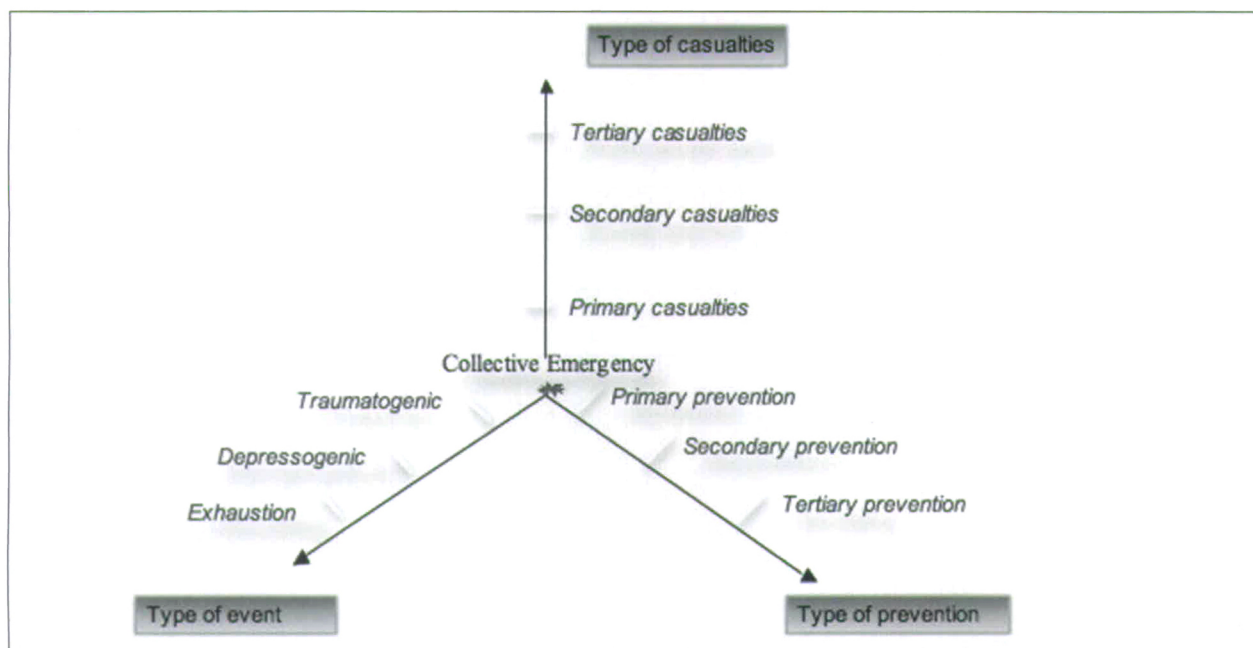 Type of casualties
Tertiary casualties
Secondary casualties
Primary casualties
Collective Emergency
Traumatogenic
Primary prevention
Depressogenic
Secondary prevention
Exhaustion
Tertiary prevention
Type of event
Type of prevention